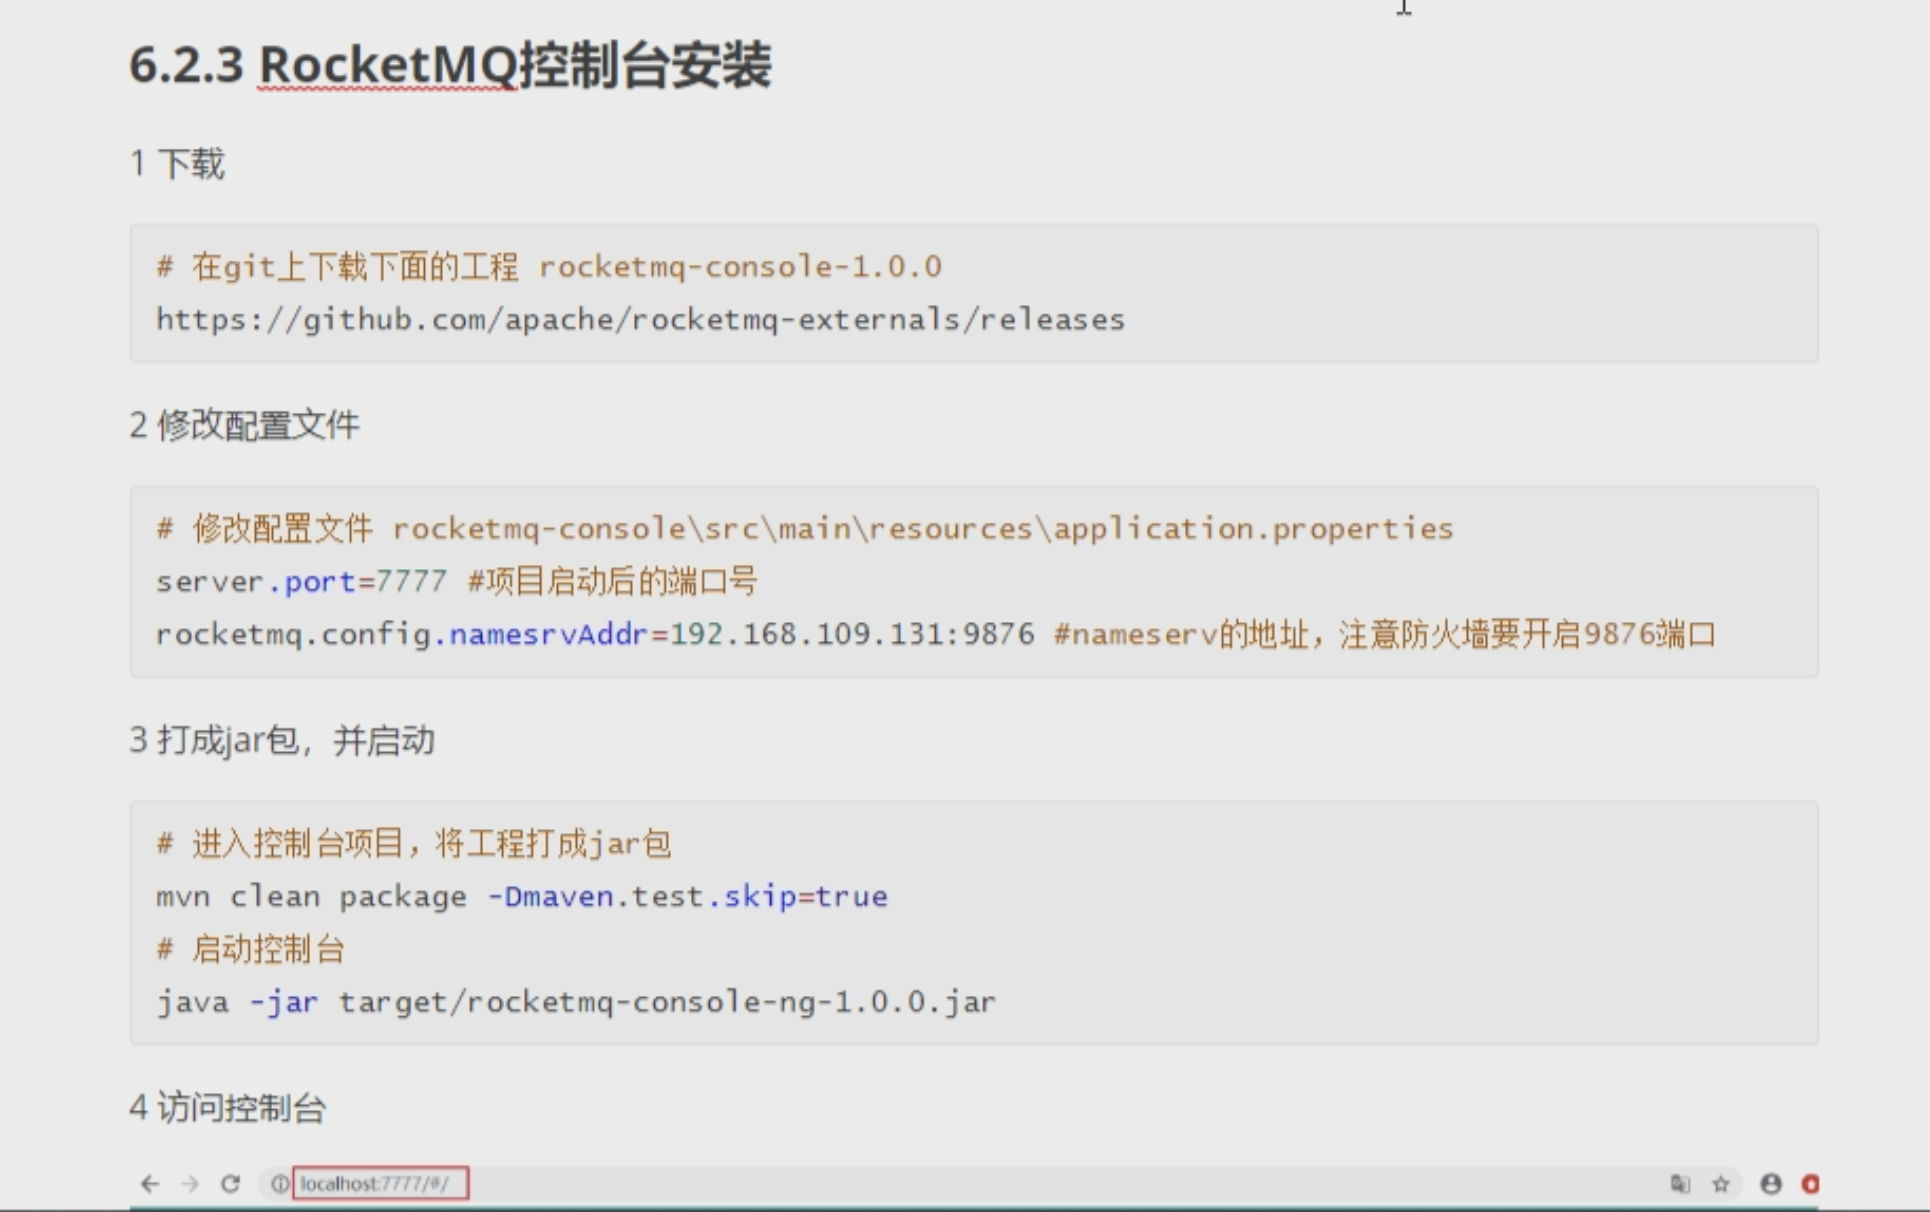 6.2.3 RocketMQ控制台安装
1 下载
# 在git上下载下面的工程 rocketmq-console-1.0.0
https://github.com/apache/rocketmq-externals/releases
2 修改配置文件
# 修改配置文件 rocketmq-console\src\main\resources\application.properties
server.port=7777 #项目启动后的端口号
rocketmq.config.namesrvAddr=192.168.109.131:9876 #nameserv的地址，注意防火墙要开启9876端口
3 打成jar包，并启动
# 进入控制台项目，将工程打成jar包
mvn clean package -Dmaven.test.skip=true
# 启动控制台
java -jar target/rocketmq-console-ng-1.0.0.jar
4 访问控制台
localhost:7777/#/